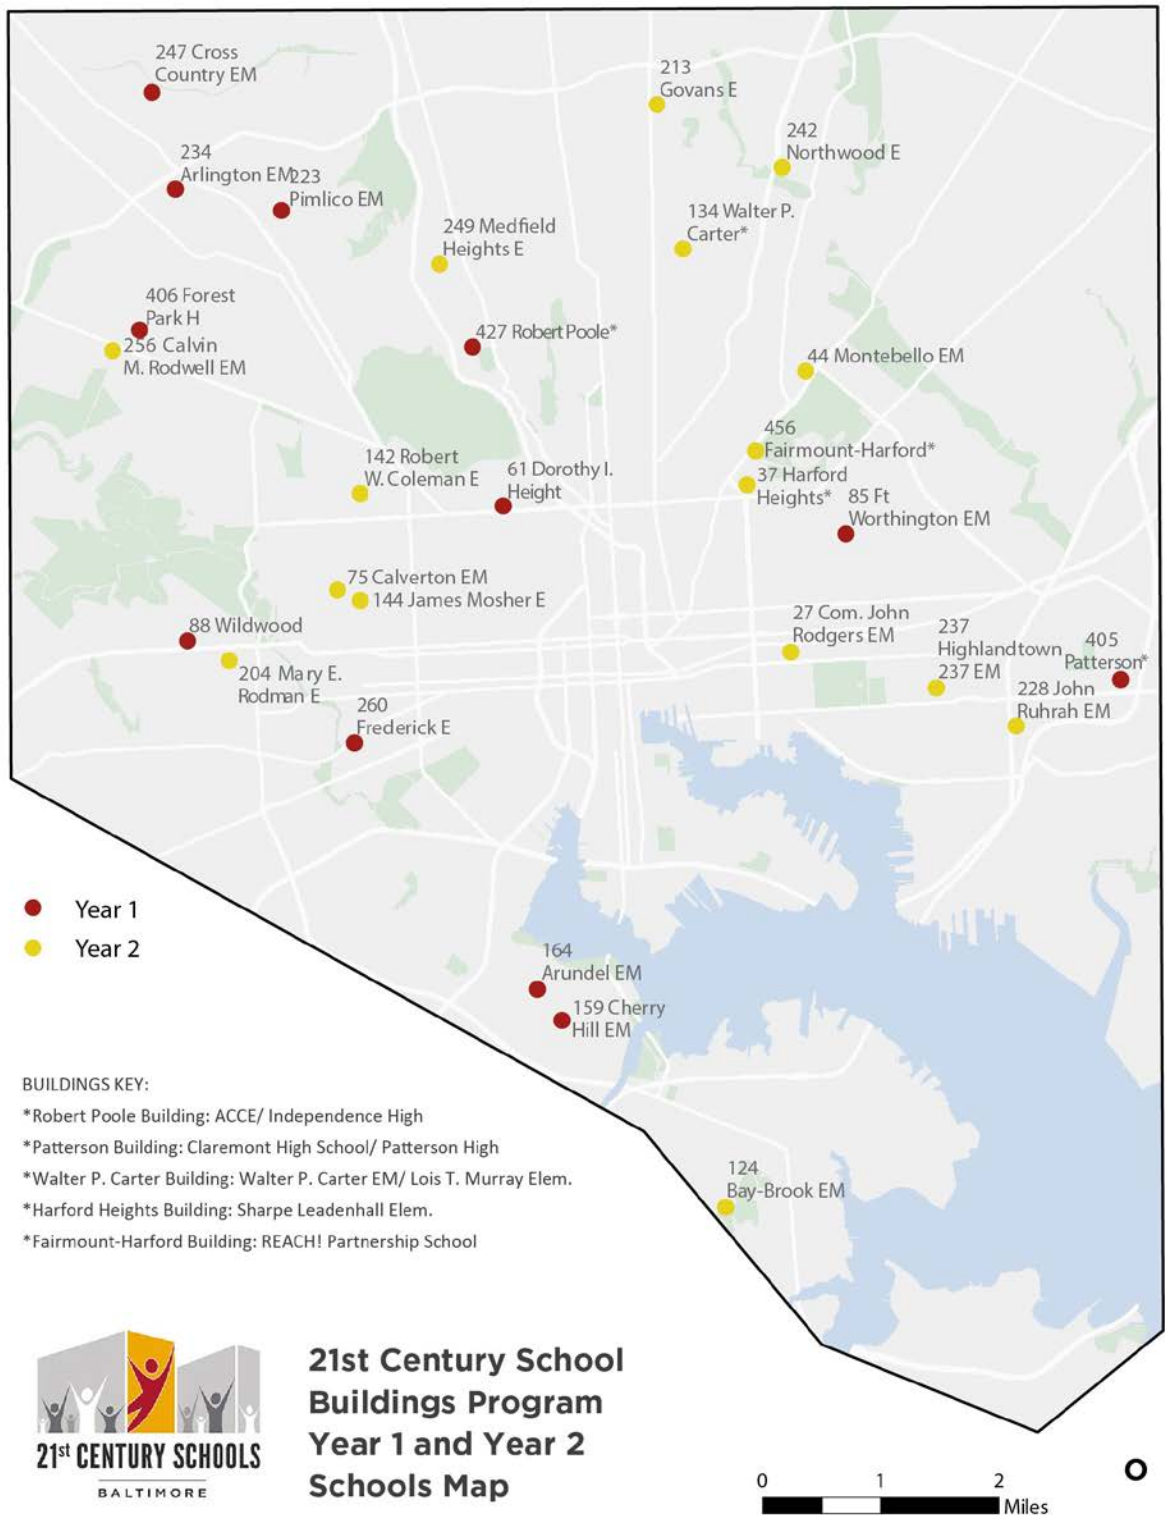 247 Cross
Country EM
213
Govans E
242
Northwood E
234
Arlington EM
223
Pimlico EM
134 Walter P.
Carter*
249 Medfield
Heights E
406 Forest
Park H
256 Calvin
M. Rodwell EM
427 Robert Poole*
44 Montebello EM
456
Fairmount-Harford*
37 Harford
Heights*
142 Robert
W. Coleman E
61 Dorothy I.
Height
85 Ft
Worthington EM
75 Calverton EM
144 James Mosher E
88 Wildwood
204 Mary E.
Rodman E
27 Com. John
Rodgers EM
237
Highlandtown
237 EM
405
Patterson*
228 John
Ruhrah EM
260
Frederick E
Year 1
Year 2
164
Arundel EM
159 Cherry
Hill EM
124
Bay-Brook EM
BUILDINGS KEY:
*Robert Poole Building: ACCE/ Independence High
*Patterson Building: Claremont High School/ Patterson High
*Walter P. Carter Building: Walter P. Carter EM/ Lois T. Murray Elem.
*Harford Heights Building: Sharpe Leadenhall Elem.
*Fairmount-Harford Building: REACH! Partnership School
21st CENTURY SCHOOLS
BALTIMORE
21st Century School
Buildings Program
Year 1 and Year 2
Schools Map
0 1 2
Miles